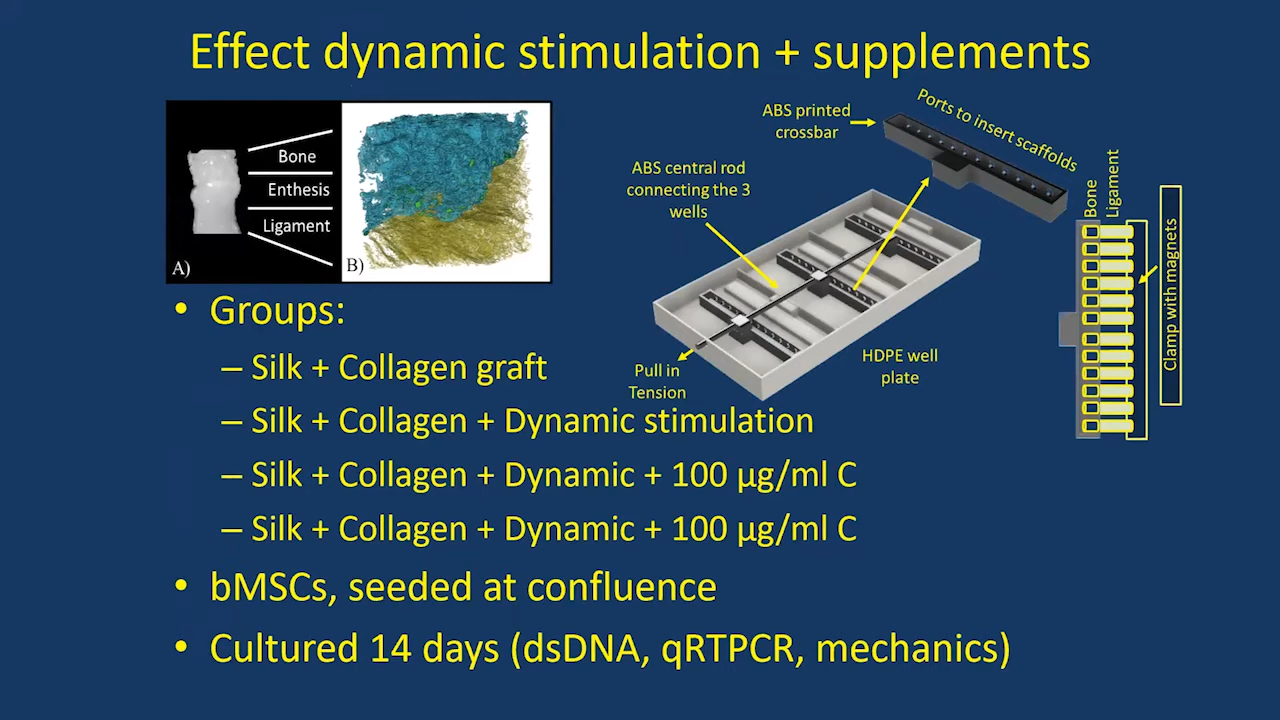 Effect dynamic stimulation + supplements
Bone
Enthesis
Ligament
A)
B)
ABS printed
crossbar
Ports to insert scaffolds
ABS central rod
connecting the 3
wells
Pull in
Tension
HDPE well
plate
Bone
Ligament
Clamp with magnets
• Groups:
– Silk + Collagen graft
– Silk + Collagen + Dynamic stimulation
– Silk + Collagen + Dynamic + 100 µg/ml C
– Silk + Collagen + Dynamic + 100 µg/ml C
• bMSCs, seeded at confluence
• Cultured 14 days (dsDNA, qRTPCR, mechanics)